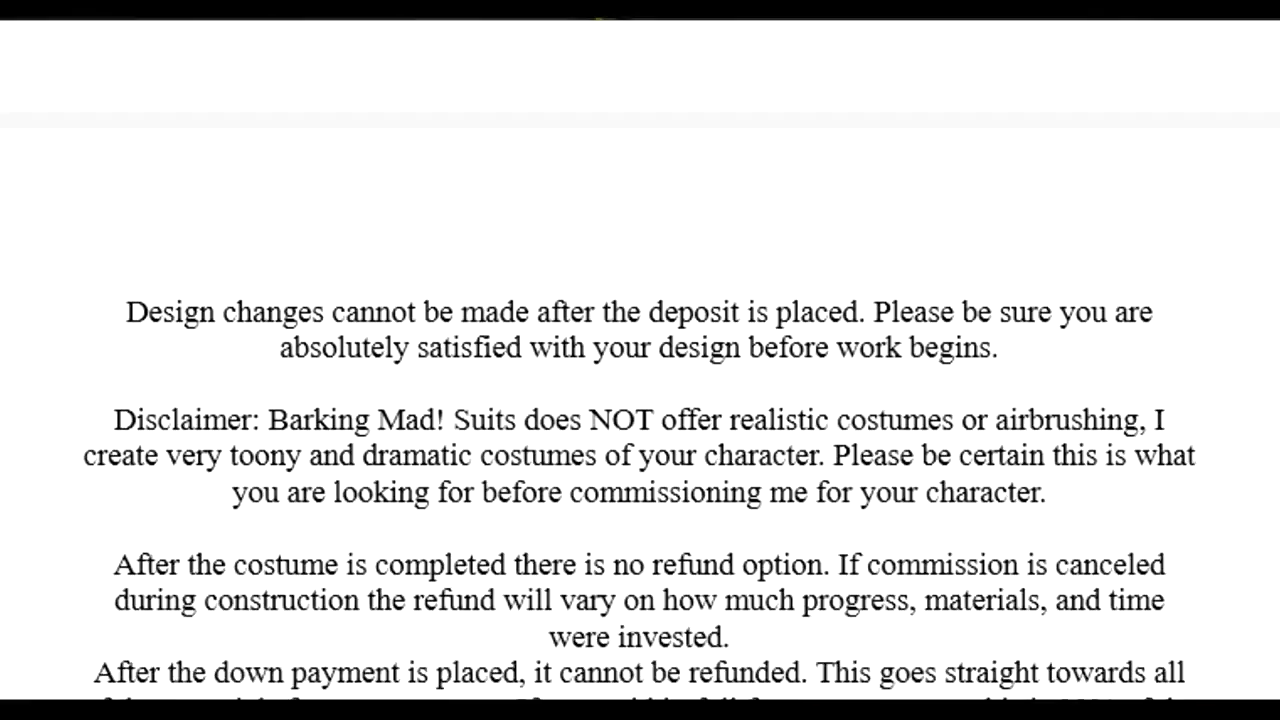 Design changes cannot be made after the deposit is placed. Please be sure you are
absolutely satisfied with your design before work begins.
Disclaimer: Barking Mad! Suits does NOT offer realistic costumes or airbrushing, I
create very toony and dramatic costumes of your character. Please be certain this is what
you are looking for before commissioning me for your character.
After the costume is completed there is no refund option. If commission is canceled
during construction the refund will vary on how much progress, materials, and time
were invested.
After the down payment is placed, it cannot be refunded. This goes straight towards all